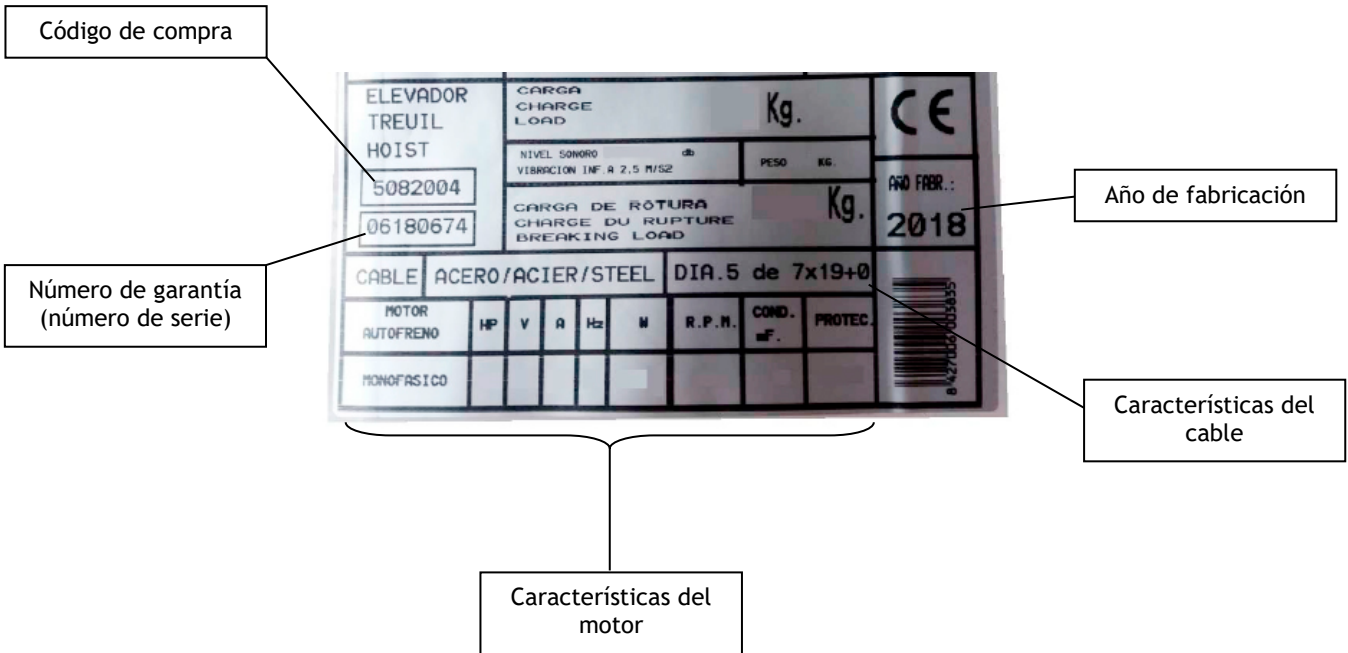 Código de compra
ELEVADOR
TREUIL
HOIST
5082004
06180674
CARGA
CHARGE
LOAD
Kg.
NIVEL SONORO db
VIBRACION INF.A 2,5 M/S2
PESO KG.
CARGA DE ROTURA
CHARGE DU RUPTURE
BREAKING LOAD
Kg.
CE
AÑO FABR.:
2018
Año de fabricación
Número de garantía
(número de serie)
CABLE ACERO/ACIER/STEEL DIA.5 de 7x19+0
MOTOR
AUTOFRENO
HP V A Hz W R.P.M.
COND.
mF.
PROTEC.
MONOFASICO
Características del
cable
Características del
motor